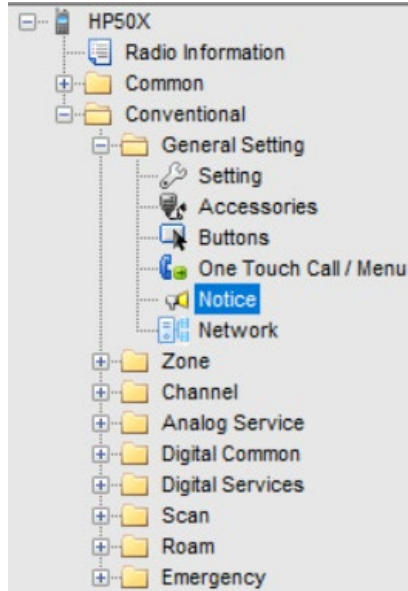 HP50X
Radio Information
Common
Conventional
General Setting
Setting
Accessories
Buttons
One Touch Call / Menu
Notice
Network
Zone
Channel
Analog Service
Digital Common
Digital Services
Scan
Roam
Emergency